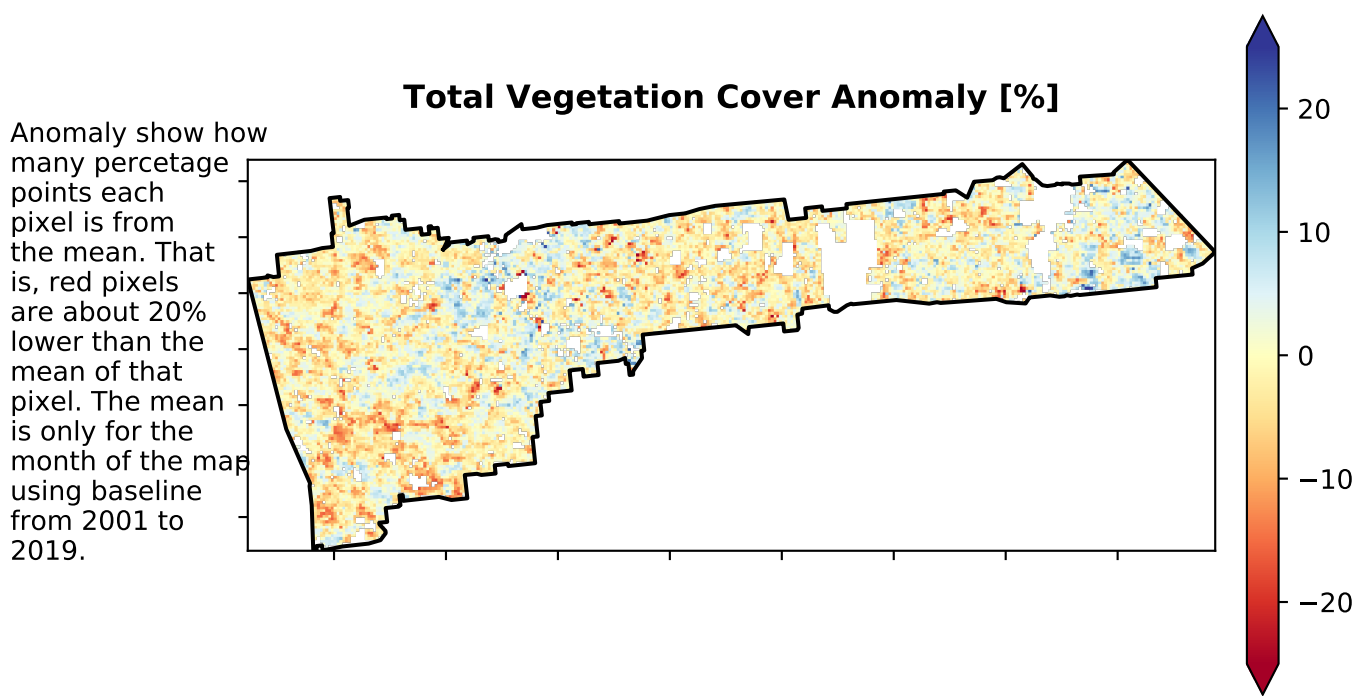 Total Vegetation Cover Anomaly [%]
Anomaly show how
many percetage
points each
pixel is from
the mean. That
is, red pixels
are about 20%
lower than the
mean of that
pixel. The mean
is only for the
month of the map
using baseline
from 2001 to
2019.
20
10
0
−10
−20